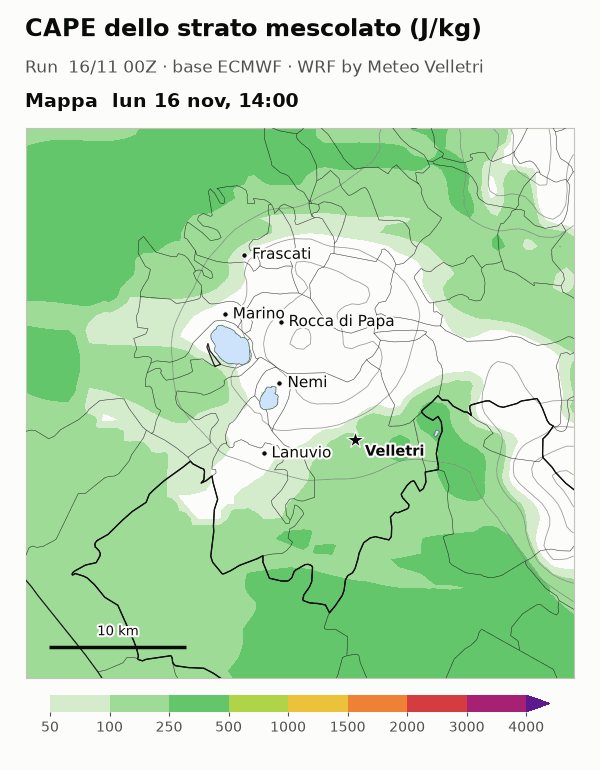 CAPE dello strato mescolato (J/kg)
Run  16/11 00Z · base ECMWF · WRF by Meteo Velletri
Mappa  lun 16 nov, 14:00
Frascati
Marino
Rocca di Papa
Nemi
Velletri
Lanuvio
10 km
50 100 250 500 1000 1500 2000 3000 4000